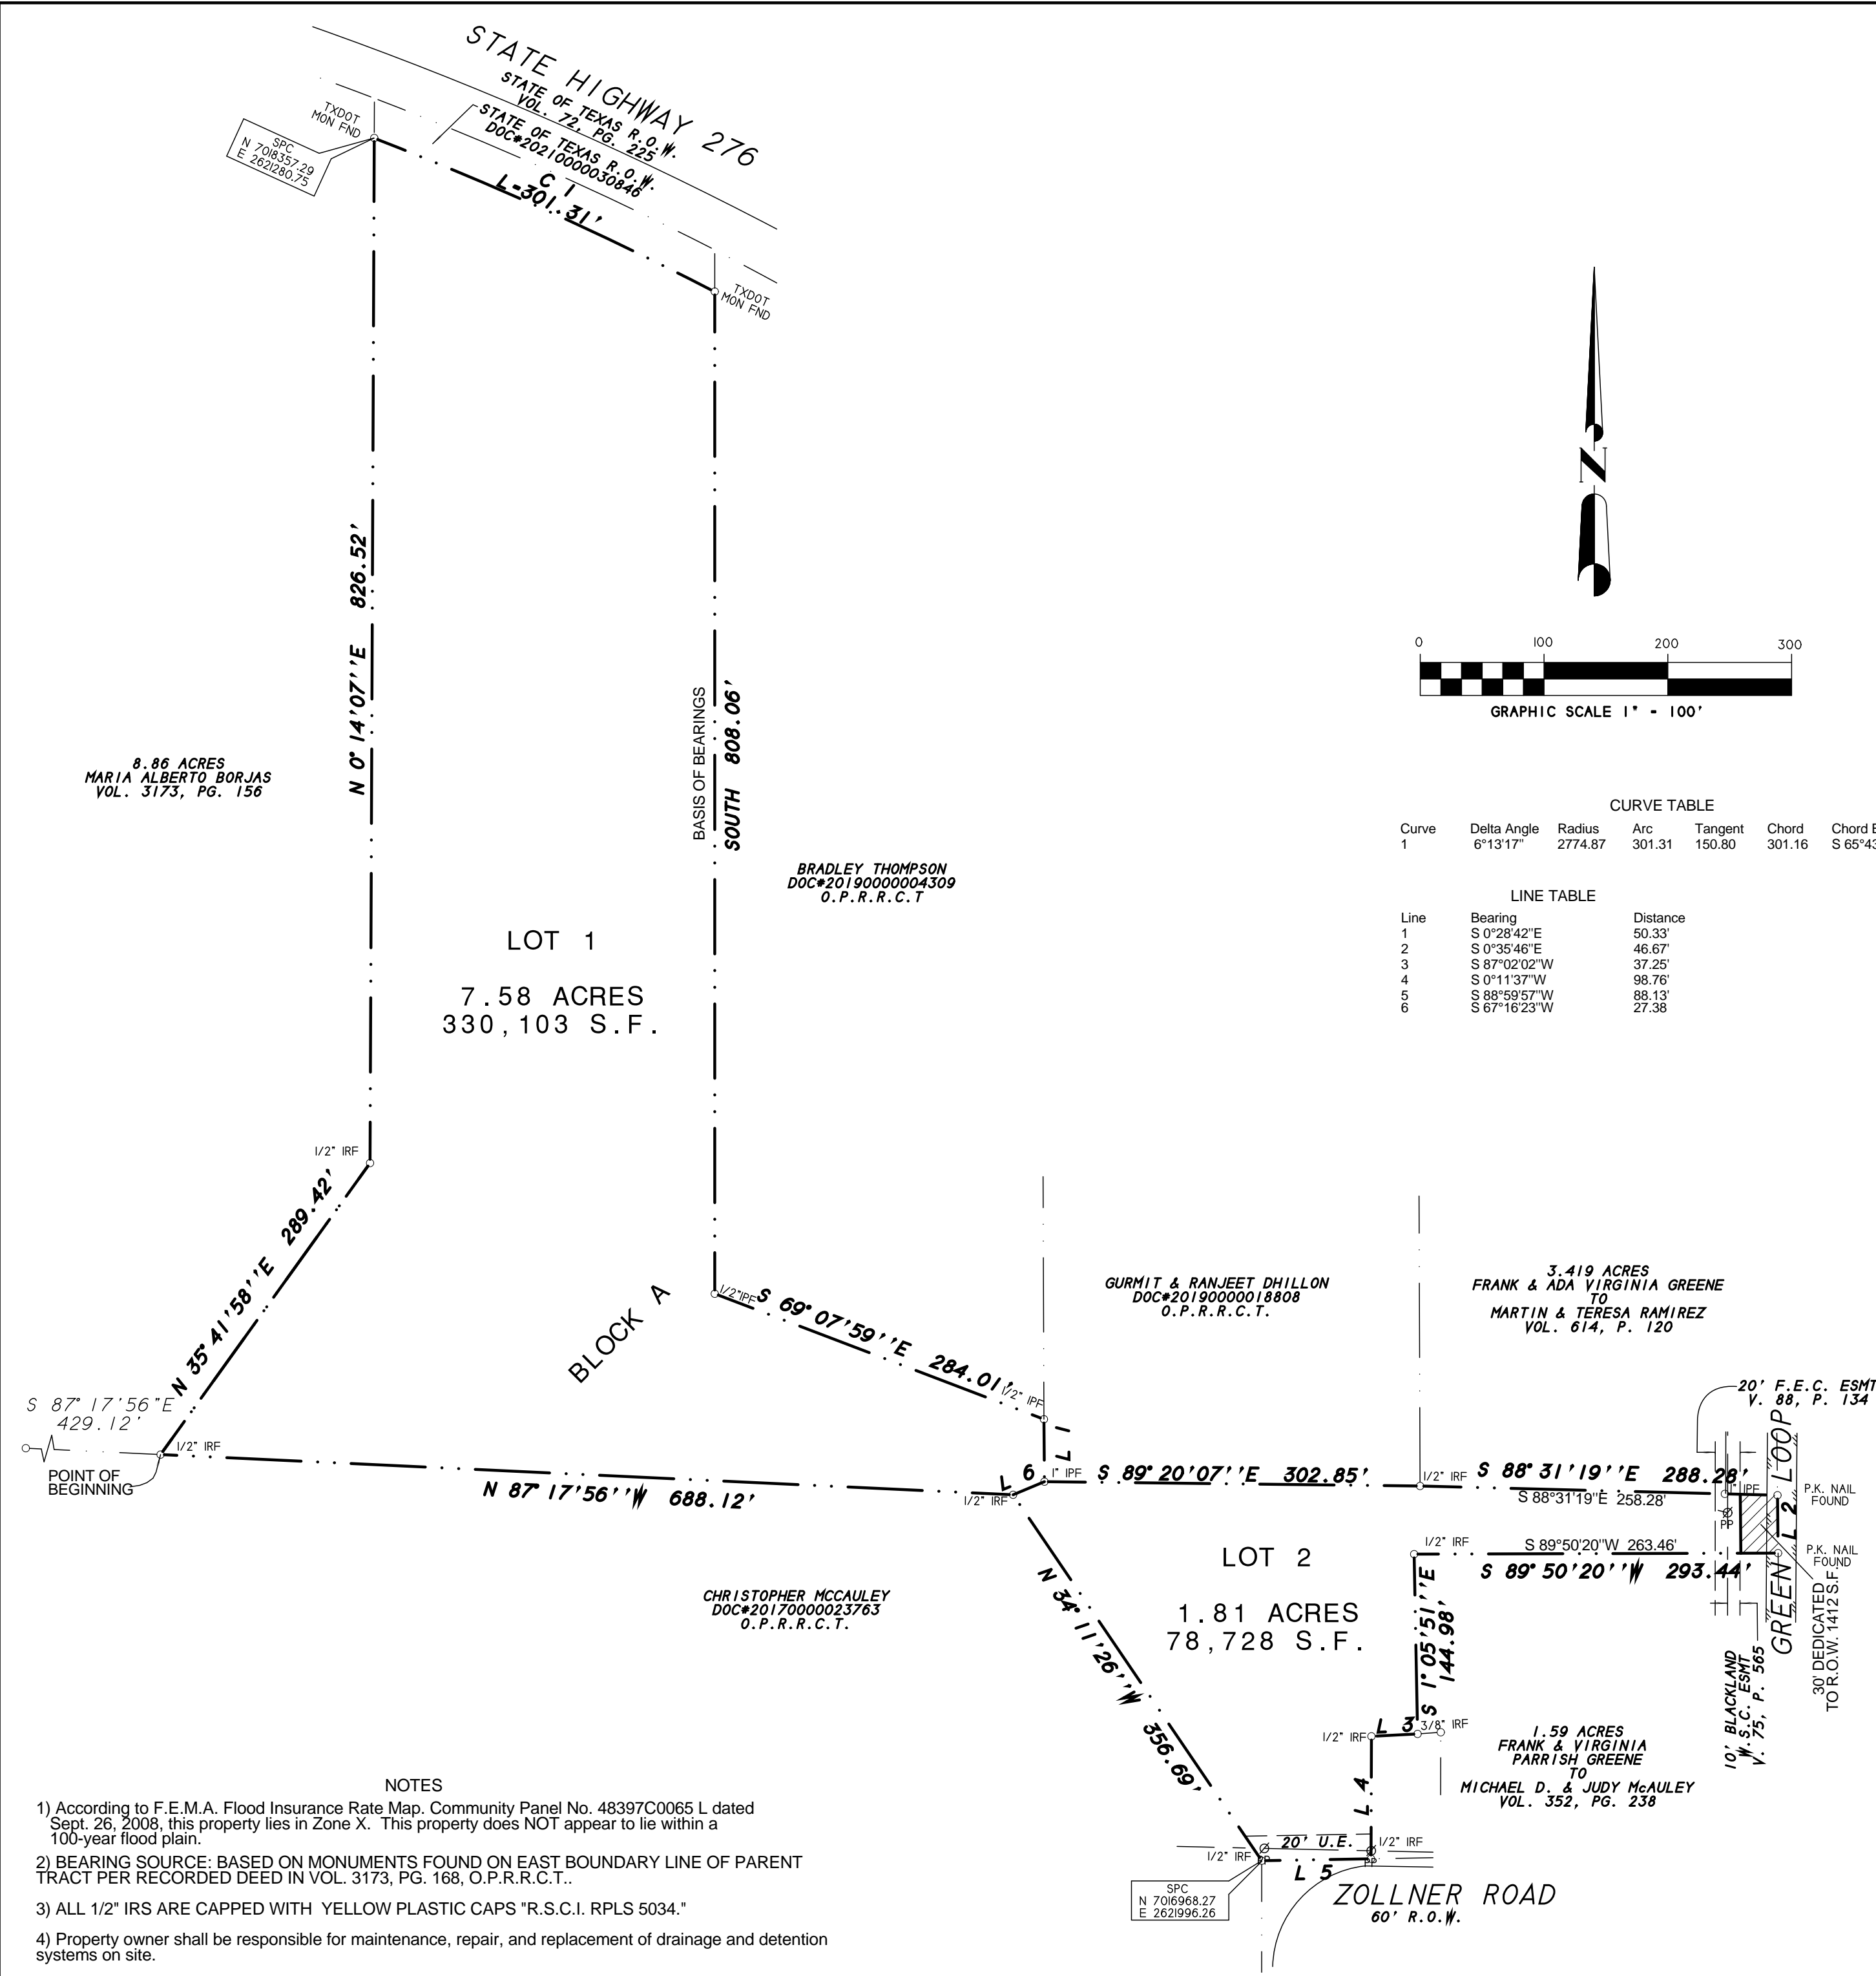 STATE HIGHWAY 276
STATE OF TEXAS R.O.W.
VOL. 72, PG. 225
STATE OF TEXAS R.O.W.
DOC#20210000030846
TXDOT
MON FND
SPC
N 7018357.29
E 2621280.75
C 1
L-301.31'
TXDOT
MON FND
N
0 100 200 300
GRAPHIC SCALE 1" - 100'
N 0°14'07''E 826.52'
BASIS OF BEARINGS
SOUTH 808.06'
8.86 ACRES
MARIA ALBERTO BORJAS
VOL. 3173, PG. 156
BRADLEY THOMPSON
DOC#20190000004309
O.P.R.R.C.T
CURVE TABLE
Curve Delta Angle Radius Arc Tangent Chord Chord
1 6°13'17" 2774.87 301.31 150.80 301.16 S 65°43
LINE TABLE
Line Bearing Distance
1 S 0°28'42"E 50.33'
2 S 0°35'46"E 46.67'
3 S 87°02'02"W 37.25'
4 S 0°11'37"W 98.76'
5 S 88°59'57"W 88.13'
6 S 67°16'23"W 27.38
LOT 1
7.58 ACRES
330,103 S.F.
1/2" IRF
N 35°41'58''E 289.42'
BLOCK A
1/2"IPF
S 69°07'59''E 284.01'
1/2" IPF
L 1
GURMIT & RANJEET DHILLON
DOC#20190000018808
O.P.R.R.C.T.
3.419 ACRES
FRANK & ADA VIRGINIA GREENE
TO
MARTIN & TERESA RAMIREZ
VOL. 614, P. 120
20' F.E.C. ESMT
V. 88, P. 134
S 87°17'56"E
429.12'
1/2" IRF
POINT OF
BEGINNING
N 87°17'56''W 688.12'
L 6
1" IPF
1/2" IRF
S 89°20'07''E 302.85'
1/2" IRF
S 88°31'19''E 288.28'
S 88°31'19"E 258.28'
1" IPF
PP
L 2
GREEN LOOP
P.K. NAIL
FOUND
P.K. NAIL
FOUND
1/2" IRF
S 89°50'20"W 263.46'
S 89°50'20''W 293.44'
30' DEDICATED
TO R.O.W. 1412 S.F.
10' BLACKLAND
W.S.C. ESMT
V. 75, P. 565
LOT 2
1.81 ACRES
78,728 S.F.
CHRISTOPHER MCCAULEY
DOC#20170000023763
O.P.R.R.C.T.
N 34°11'26''W 356.69'
S 1°05'51''E
144.98'
L 3
3/8" IRF
1/2" IRF
L 4
1.59 ACRES
FRANK & VIRGINIA
PARRISH GREENE
TO
MICHAEL D. & JUDY McAULEY
VOL. 352, PG. 238
20' U.E.
1/2" IRF
1/2" IRF
PP
L 5
PP
SPC
N 7016968.27
E 2621996.26
ZOLLNER ROAD
60' R.O.W.
NOTES
1) According to F.E.M.A. Flood Insurance Rate Map. Community Panel No. 48397C0065 L dated
Sept. 26, 2008, this property lies in Zone X. This property does NOT appear to lie within a
100-year flood plain.
2) BEARING SOURCE: BASED ON MONUMENTS FOUND ON EAST BOUNDARY LINE OF PARENT
TRACT PER RECORDED DEED IN VOL. 3173, PG. 168, O.P.R.R.C.T..
3) ALL 1/2" IRS ARE CAPPED WITH YELLOW PLASTIC CAPS "R.S.C.I. RPLS 5034."
4) Property owner shall be responsible for maintenance, repair, and replacement of drainage and detention
systems on site.